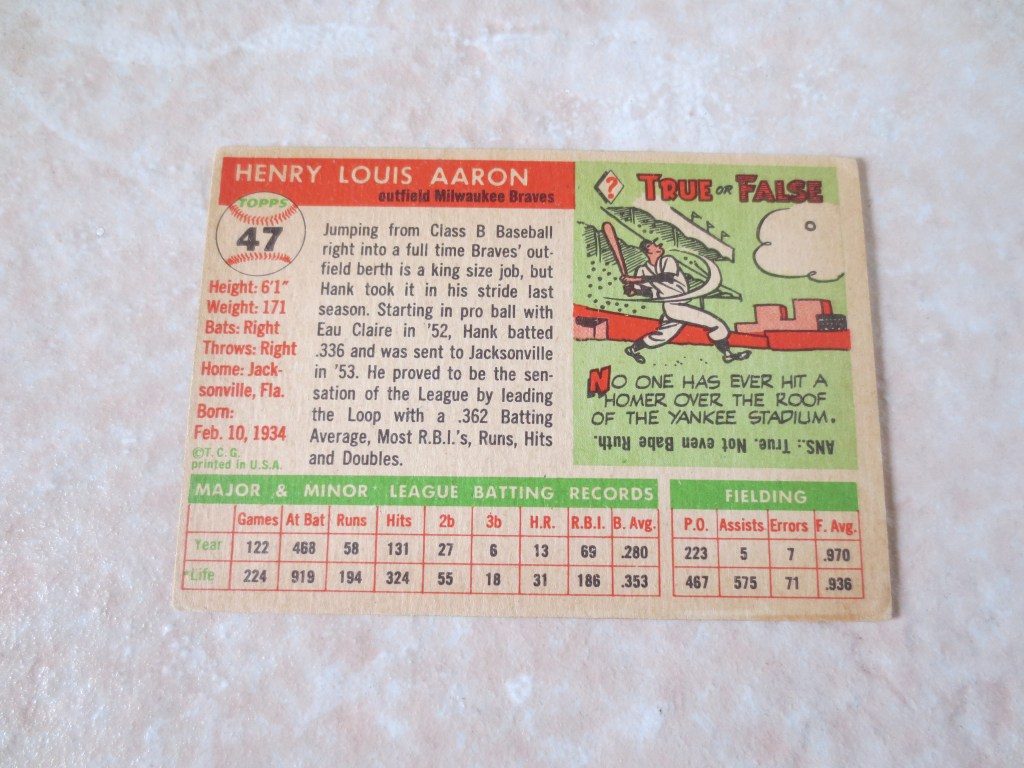 HENRY LOUIS AARON
outfield Milwaukee Braves
TOPPS
47
Height: 6'1"
Weight: 171
Bats: Right
Throws: Right
Home: Jack-
sonville, Fla.
Born:
Feb. 10, 1934
©T. C. G.
printed in U.S.A.
Jumping from Class B Baseball
right into a full time Braves' out-
field berth is a king size job, but
Hank took it in his stride last
season. Starting in pro ball with
Eau Claire in '52, Hank batted
.336 and was sent to Jacksonville
in '53. He proved to be the sen-
sation of the League by leading
the Loop with a .362 Batting
Average, Most R.B.I.'s, Runs, Hits
and Doubles.
? TRUE OR FALSE
NO ONE HAS EVER HIT A
HOMER OVER THE ROOF
OF THE YANKEE STADIUM.
ANS.: True. Not even Babe Ruth.
MAJOR & MINOR LEAGUE BATTING RECORDS
Games At Bat Runs Hits 2b 3b H.R. R.B.I. B. Avg.
Year 122 468 58 131 27 6 13 69 .280
*Life 224 919 194 324 55 18 31 186 .353
FIELDING
P.O. Assists Errors F. Avg.
223 5 7 .970
467 575 71 .936